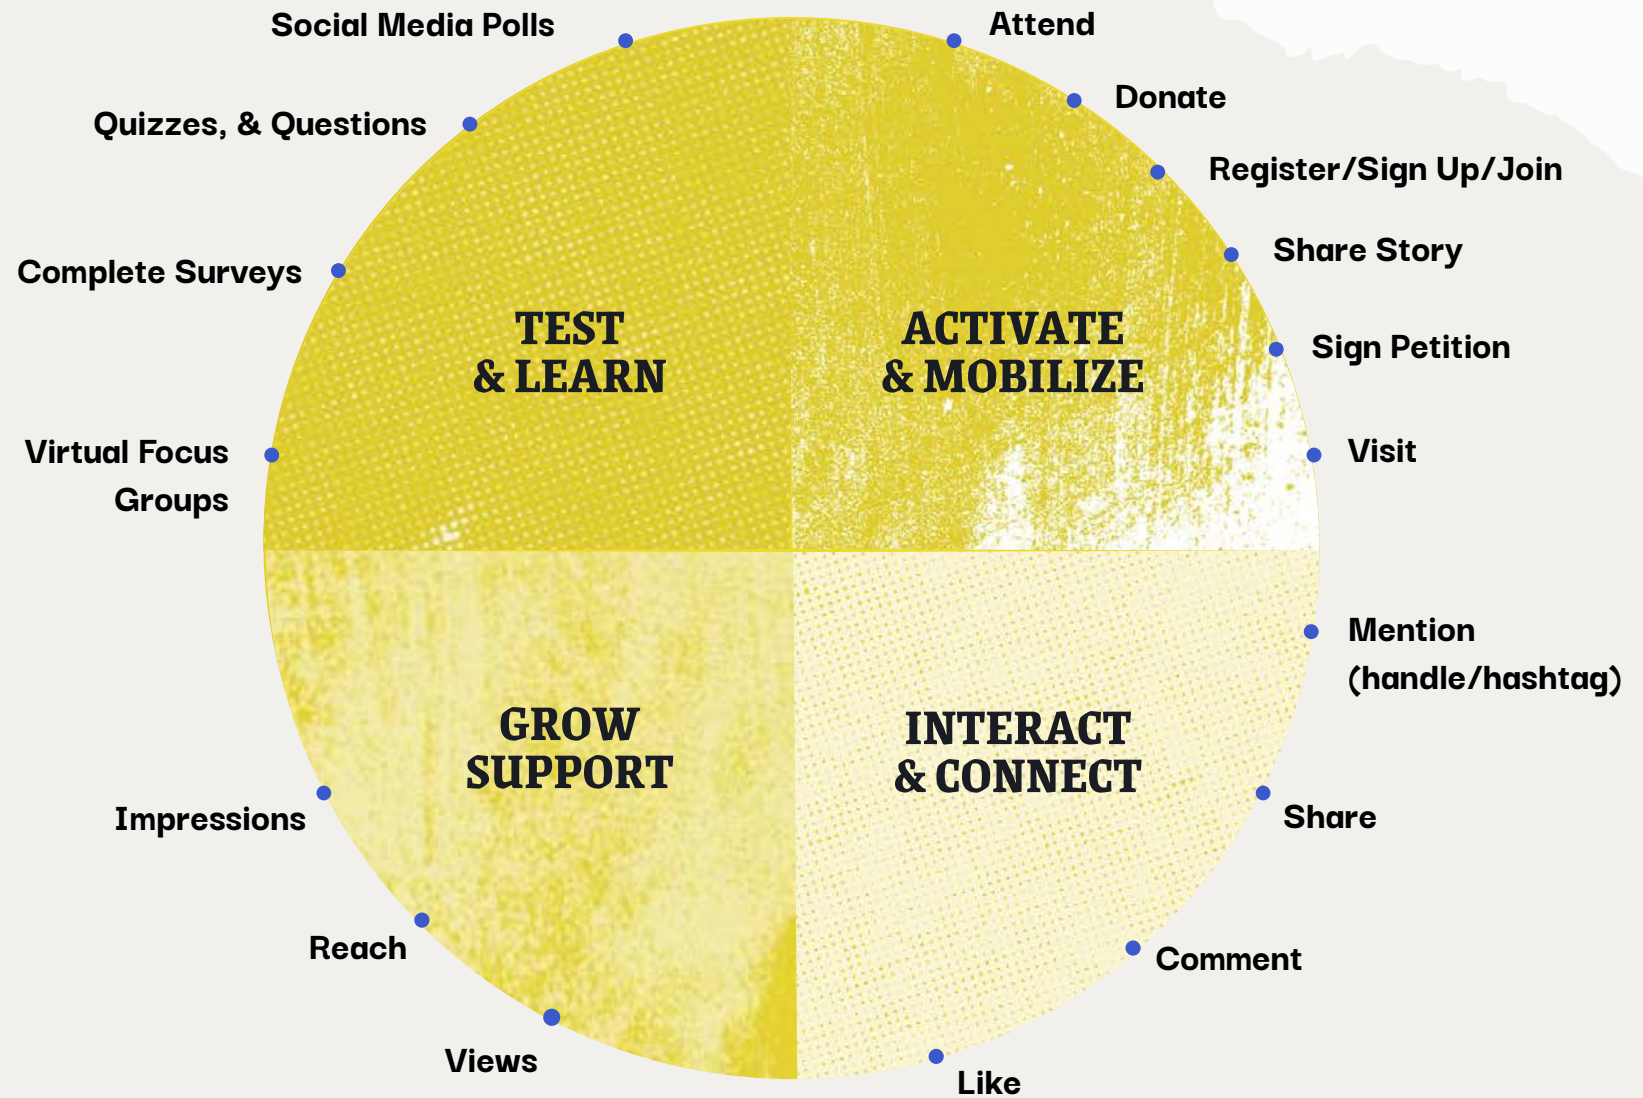 Social Media Polls
Quizzes, & Questions
Complete Surveys
Virtual Focus
Groups
TEST
& LEARN
Attend
Donate
Register/Sign Up/Join
Share Story
Sign Petition
Visit
ACTIVATE
& MOBILIZE
GROW
SUPPORT
Impressions
Reach
Views
INTERACT
& CONNECT
Mention
(handle/hashtag)
Share
Comment
Like